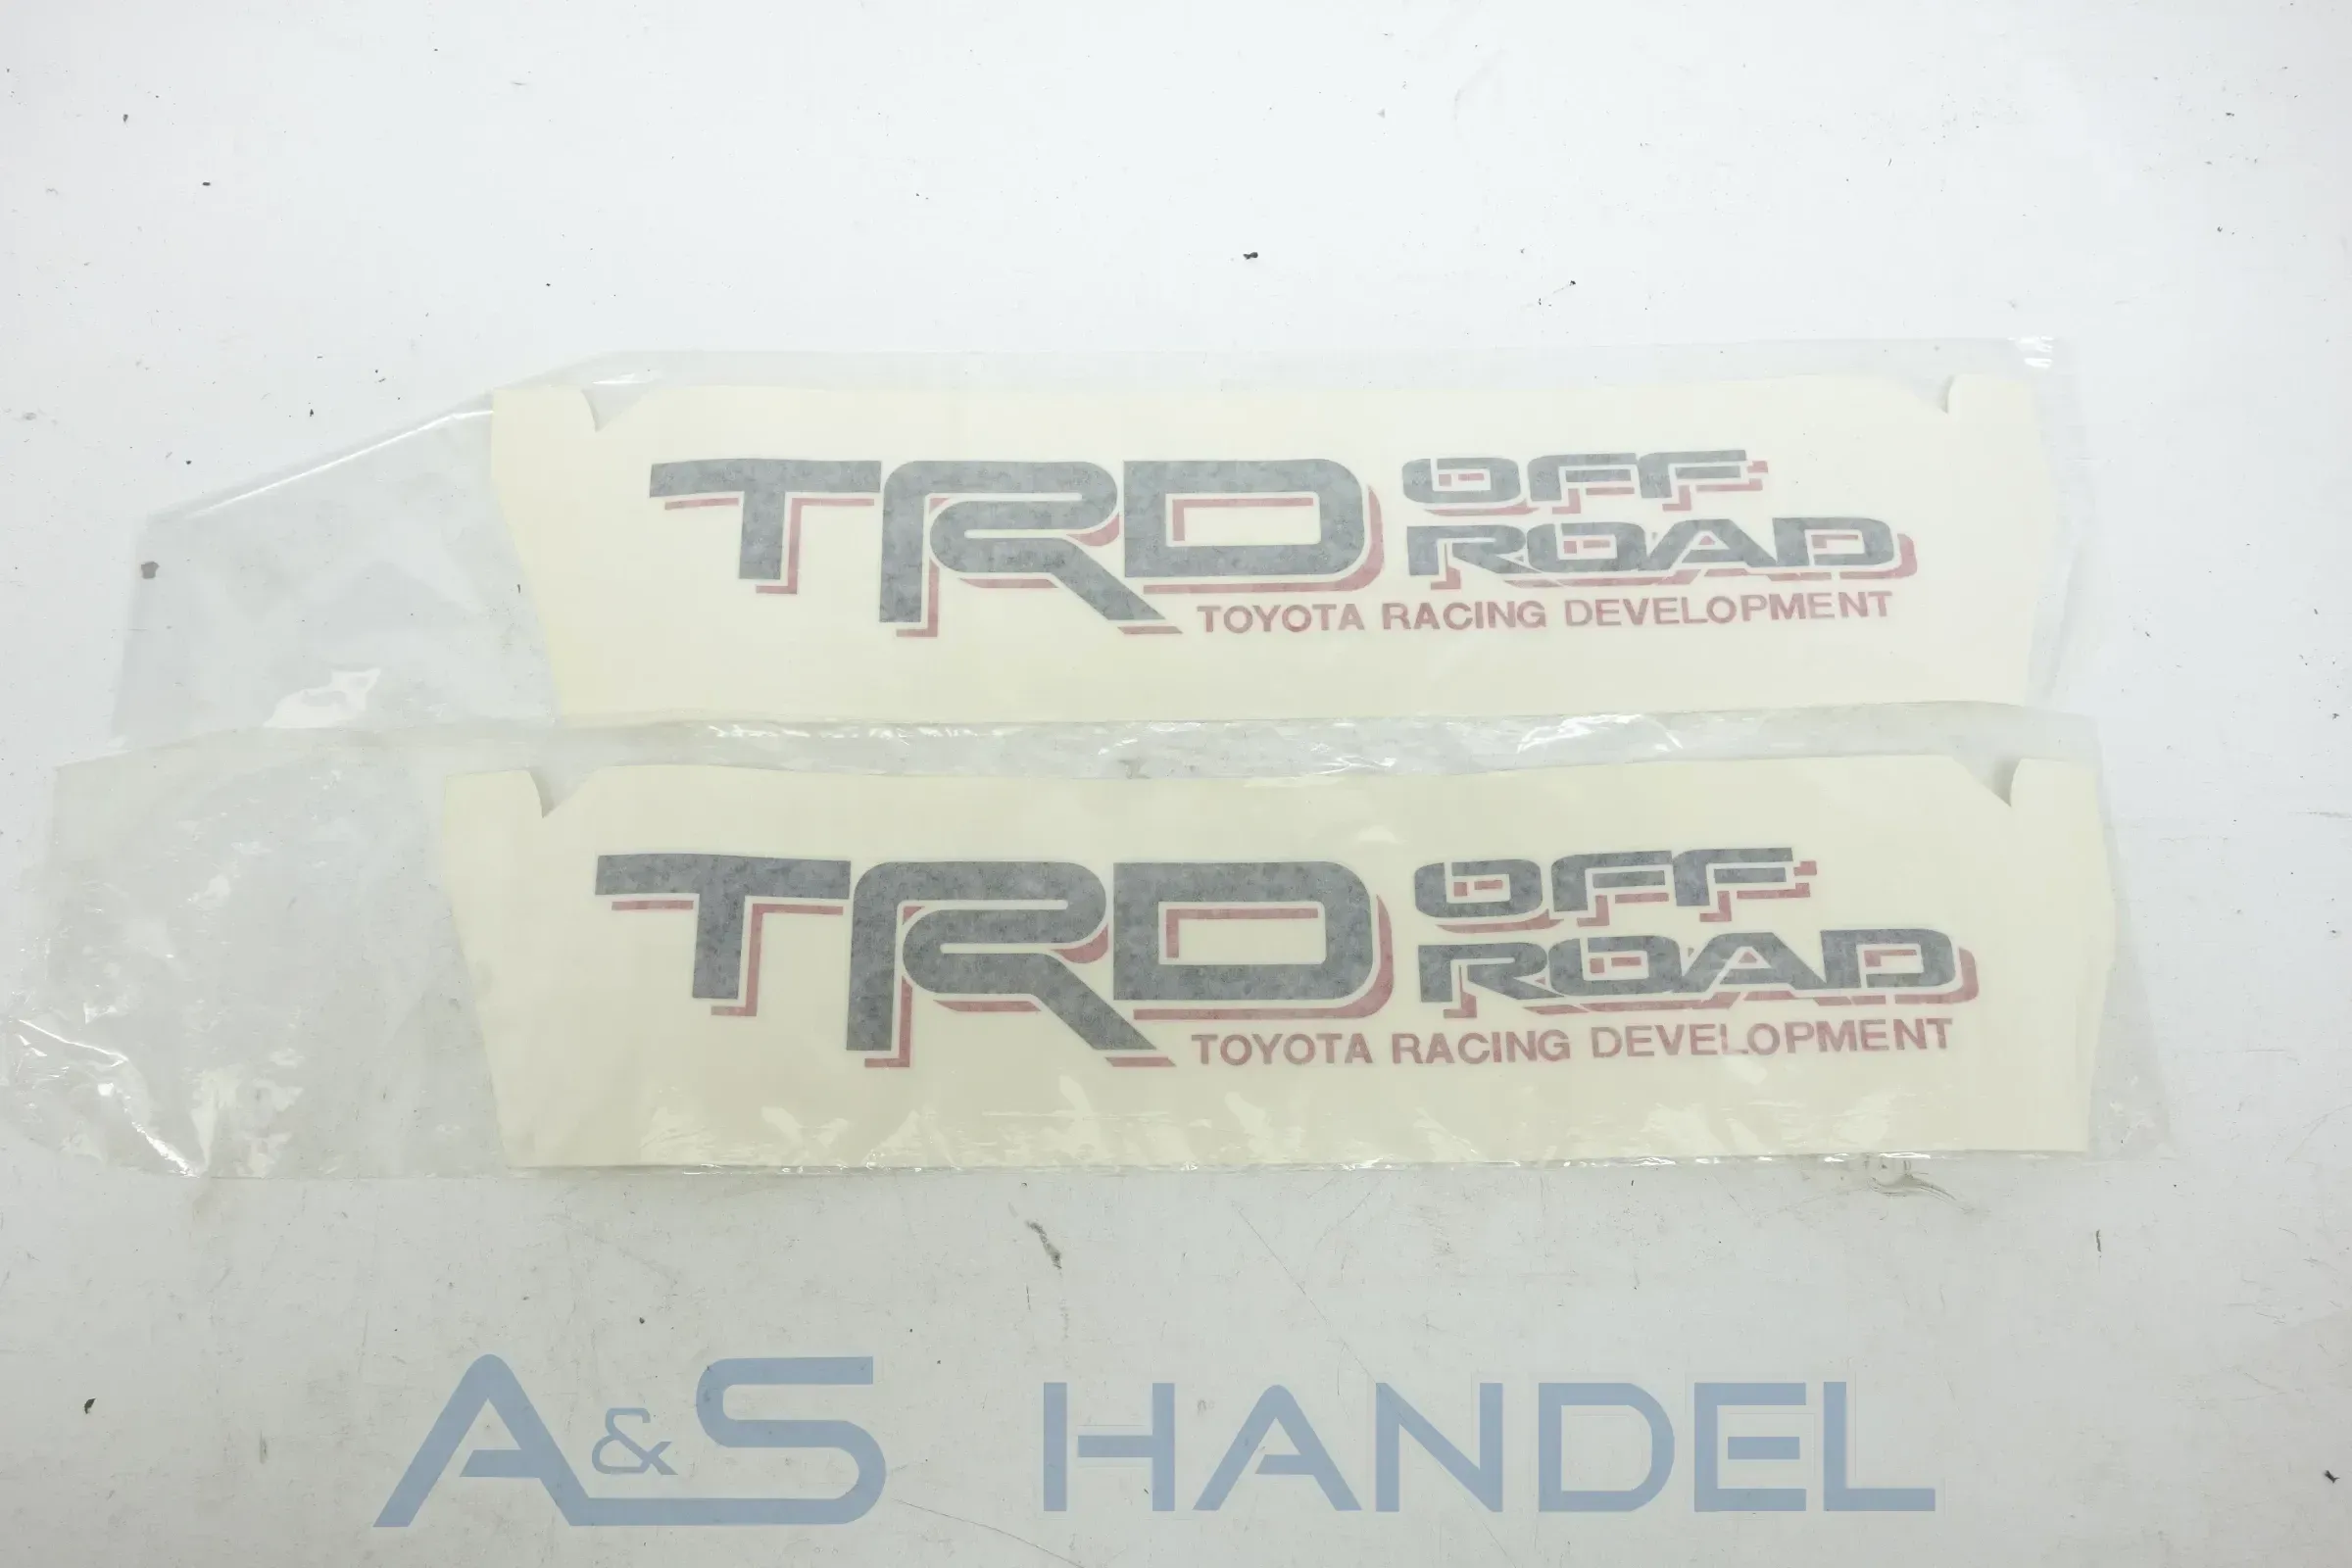 TRD OFF
ROAD
TOYOTA RACING DEVELOPMENT
TRD OFF
ROAD
TOYOTA RACING DEVELOPMENT
A&S HANDEL